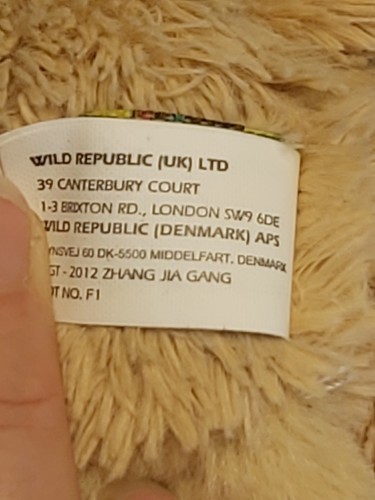 WILD REPUBLIC (UK) LTD
39 CANTERBURY COURT
1-3 BRIXTON RD., LONDON SW9 6DE
WILD REPUBLIC (DENMARK) APS
60 DK-5500 MIDDELFART, DENMARK
- 2012 ZHANG JIA GANG
NO. F1